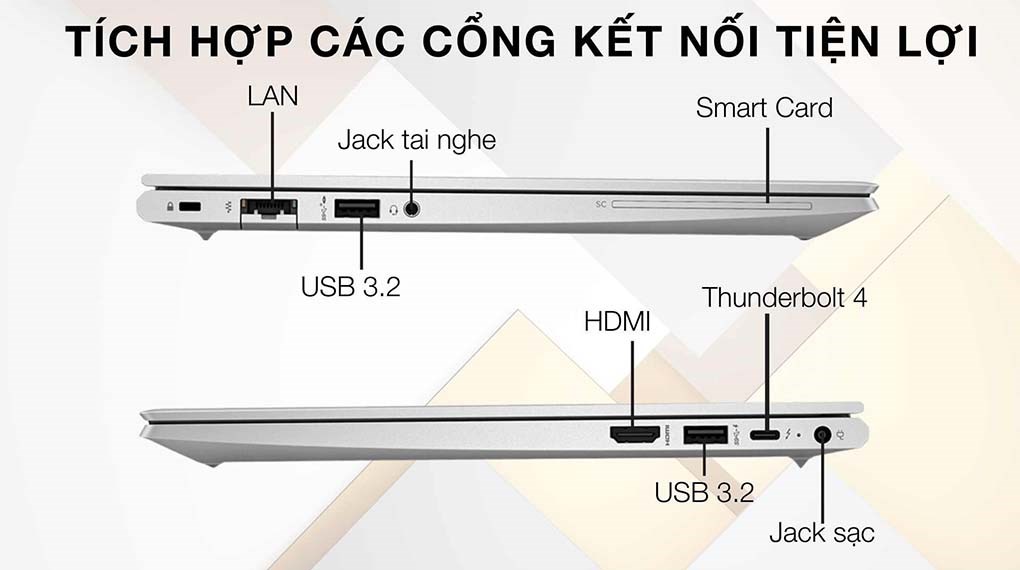 TÍCH HỢP CÁC CỔNG KẾT NỐI TIỆN LỢI
LAN
Jack tai nghe
Smart Card
SC
USB 3.2
Thunderbolt 4
HDMI
HDMI
USB 3.2
Jack sạc